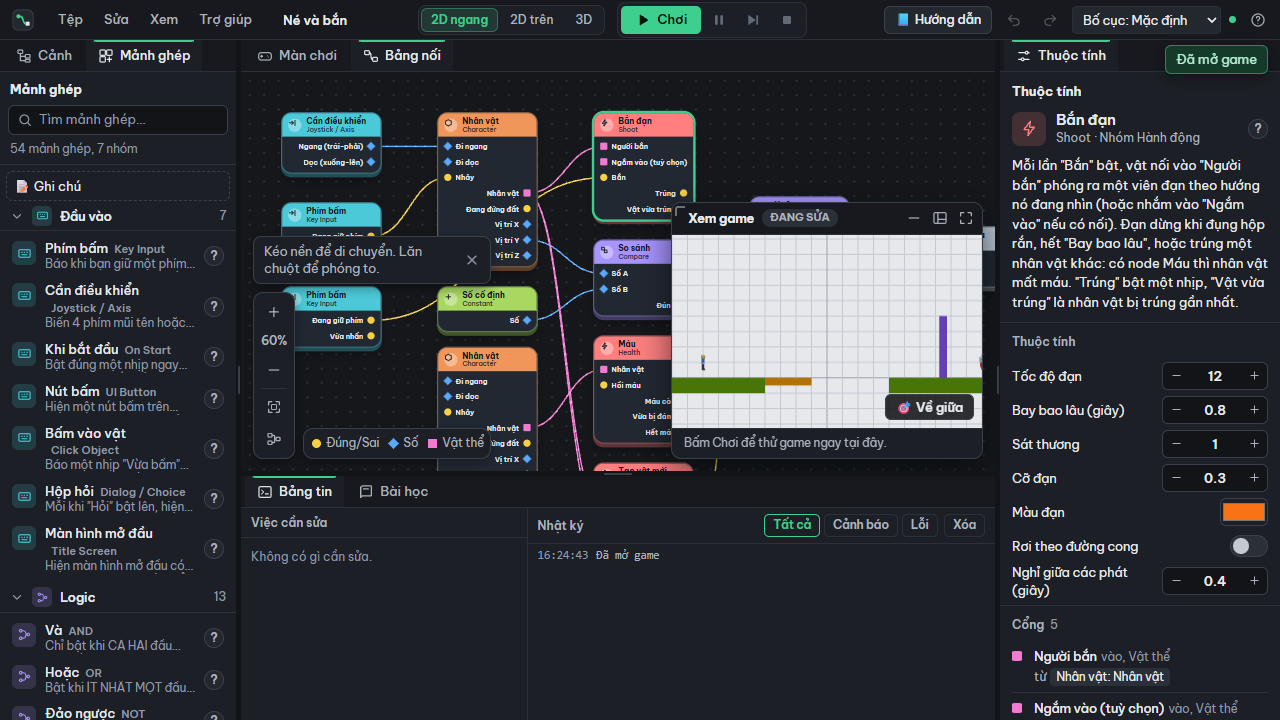 Tệp Sửa Xem Trợ giúp Né và bắn 2D ngang 2D trên 3D Chơi 📘 Hướng dẫn Bố cục: Mặc định
Cảnh Mảnh ghép
Màn chơi Bảng nối
Thuộc tính
Đã mở game
Mảnh ghép
Tìm mảnh ghép...
54 mảnh ghép, 7 nhóm
Ghi chú
Đầu vào 7
Phím bấm Key Input
Báo khi bạn giữ một phím...
Cần điều khiển
Joystick / Axis
Biến 4 phím mũi tên hoặc...
Khi bắt đầu On Start
Bật đúng một nhịp ngay...
Nút bấm UI Button
Hiện một nút bấm trên...
Bấm vào vật
Click Object
Báo một nhịp "Vừa bấm"...
Hộp hỏi Dialog / Choice
Mỗi khi "Hỏi" bật lên, hiện...
Màn hình mở đầu
Title Screen
Hiện màn hình mở đầu có...
Logic 13
Và AND
Chỉ bật khi CẢ HAI đầu...
Hoặc OR
Bật khi ÍT NHẤT MỘT đầu...
Đảo ngược NOT
Cần điều khiển
Joystick / Axis
Ngang (trái-phải)
Dọc (xuống-lên)
Phím bấm
Key Input
Đang giữ phím
Kéo nền để di chuyển. Lăn
chuột để phóng to.
60%
Phím bấm
Key Input
Đang giữ phím
Vừa nhấn
Nhân vật
Character
Đi ngang
Đi dọc
Nhảy
Nhân vật
Đang đứng đất
Vị trí X
Vị trí Y
Vị trí Z
Số cố định
Constant
Số
Nhân vật
Character
Đi ngang
Đi dọc
Nhảy
Nhân vật
Vị trí X
Đúng/Sai Số Vật thể
Bắn đạn
Shoot
Người bắn
Ngắm vào (tuỳ chọn)
Bắn
Trúng
Vật vừa trúng
So sánh
Compare
Số A
Số B
Máu
Health
Nhân vật
Hồi máu
Xem game ĐANG SỬA
🎯 Về giữa
Bấm Chơi để thử game ngay tại đây.
Bảng tin Bài học
Việc cần sửa
Không có gì cần sửa.
Nhật ký Tất cả Cảnh báo Lỗi Xóa
16:24:43 Đã mở game
Thuộc tính
Bắn đạn
Shoot · Nhóm Hành động
Mỗi lần "Bắn" bật, vật nối vào "Người
bắn" phóng ra một viên đạn theo hướng
nó đang nhìn (hoặc nhắm vào "Ngắm
vào" nếu có nối). Đạn dừng khi đụng hộp
rắn, hết "Bay bao lâu", hoặc trúng một
nhân vật khác: có node Máu thì nhân vật
mất máu. "Trúng" bật một nhịp, "Vật vừa
trúng" là nhân vật bị trúng gần nhất.
Thuộc tính
Tốc độ đạn − 12 +
Bay bao lâu (giây) − 0.8 +
Sát thương − 1 +
Cỡ đạn − 0.3 +
Màu đạn
Rơi theo đường cong
Nghỉ giữa các phát
(giây) − 0.4 +
Cổng 5
Người bắn vào, Vật thể
từ Nhân vật: Nhân vật
Ngắm vào (tuỳ chọn) vào, Vật thể